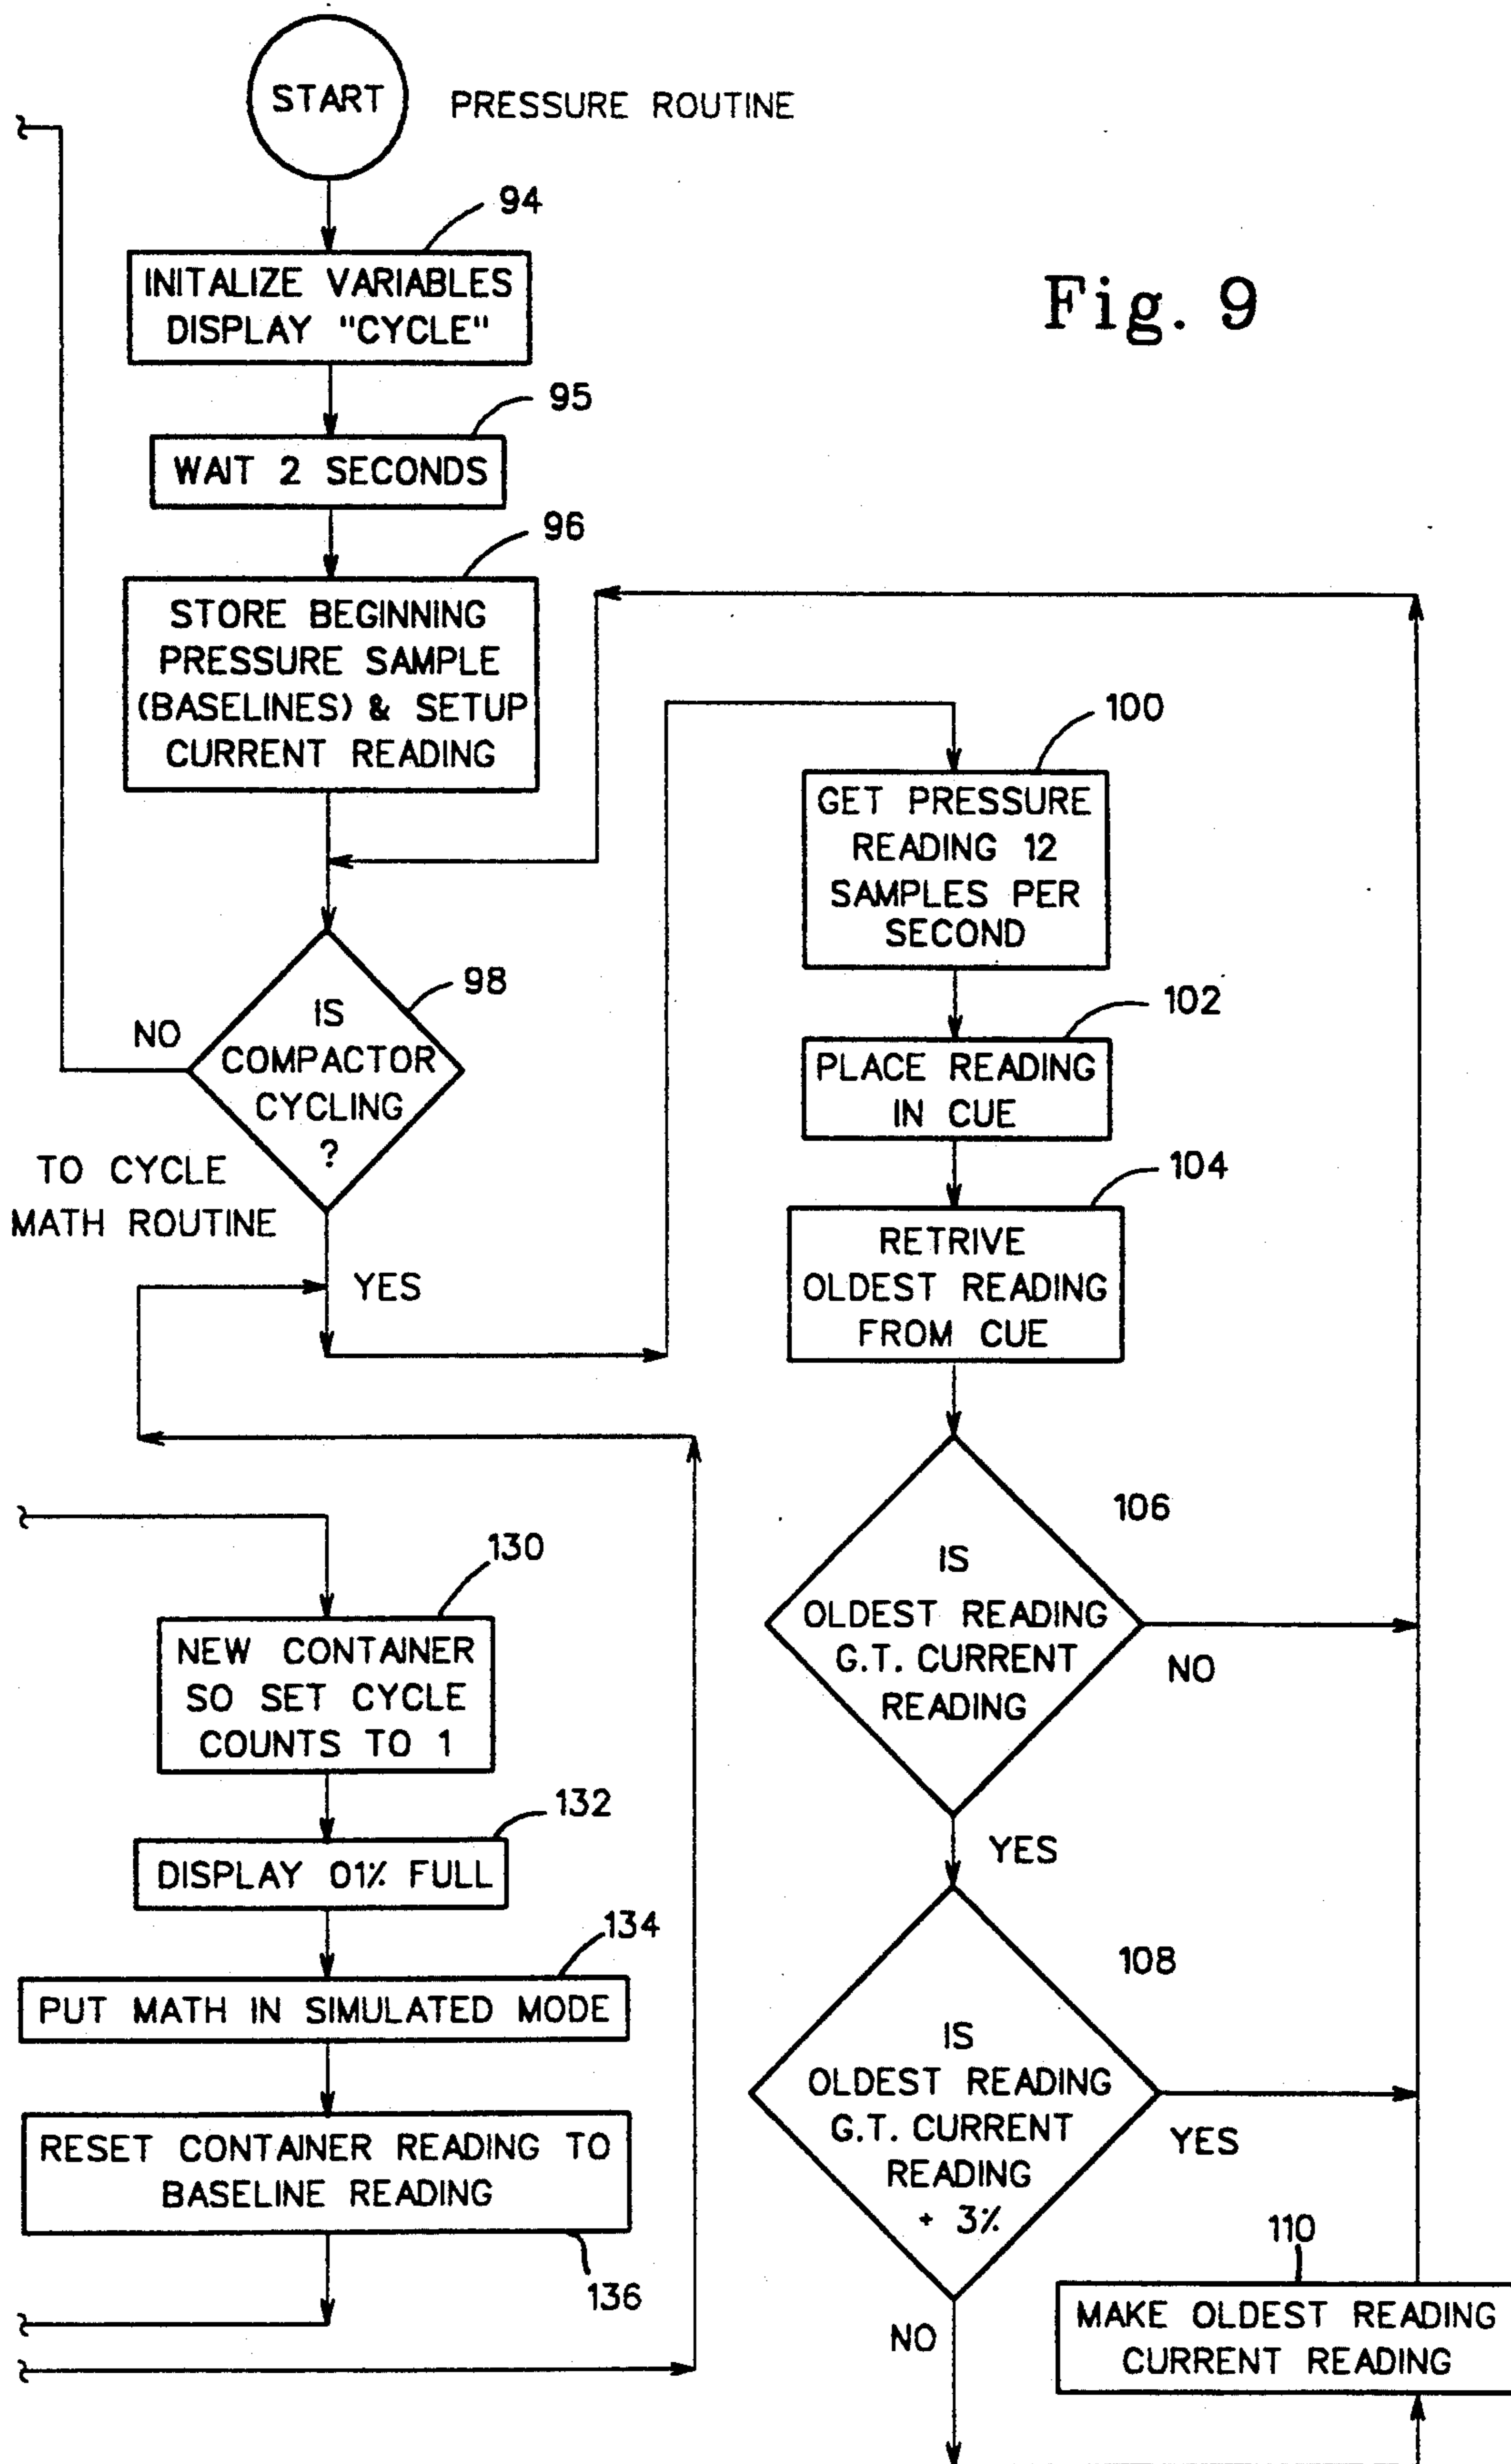 START
PRESSURE ROUTINE
94
INITALIZE VARIABLES
DISPLAY "CYCLE"
Fig. 9
95
WAIT 2 SECONDS
96
STORE BEGINNING
PRESSURE SAMPLE
(BASELINES) & SETUP
CURRENT READING
98
IS
COMPACTOR
CYCLING
?
NO
TO CYCLE
MATH ROUTINE
YES
100
GET PRESSURE
READING 12
SAMPLES PER
SECOND
102
PLACE READING
IN CUE
104
RETRIVE
OLDEST READING
FROM CUE
106
IS
OLDEST READING
G.T. CURRENT
READING
NO
YES
108
IS
OLDEST READING
G.T. CURRENT
READING
+ 3%
YES
NO
110
MAKE OLDEST READING
CURRENT READING
130
NEW CONTAINER
SO SET CYCLE
COUNTS TO 1
132
DISPLAY 01% FULL
134
PUT MATH IN SIMULATED MODE
RESET CONTAINER READING TO
BASELINE READING
136